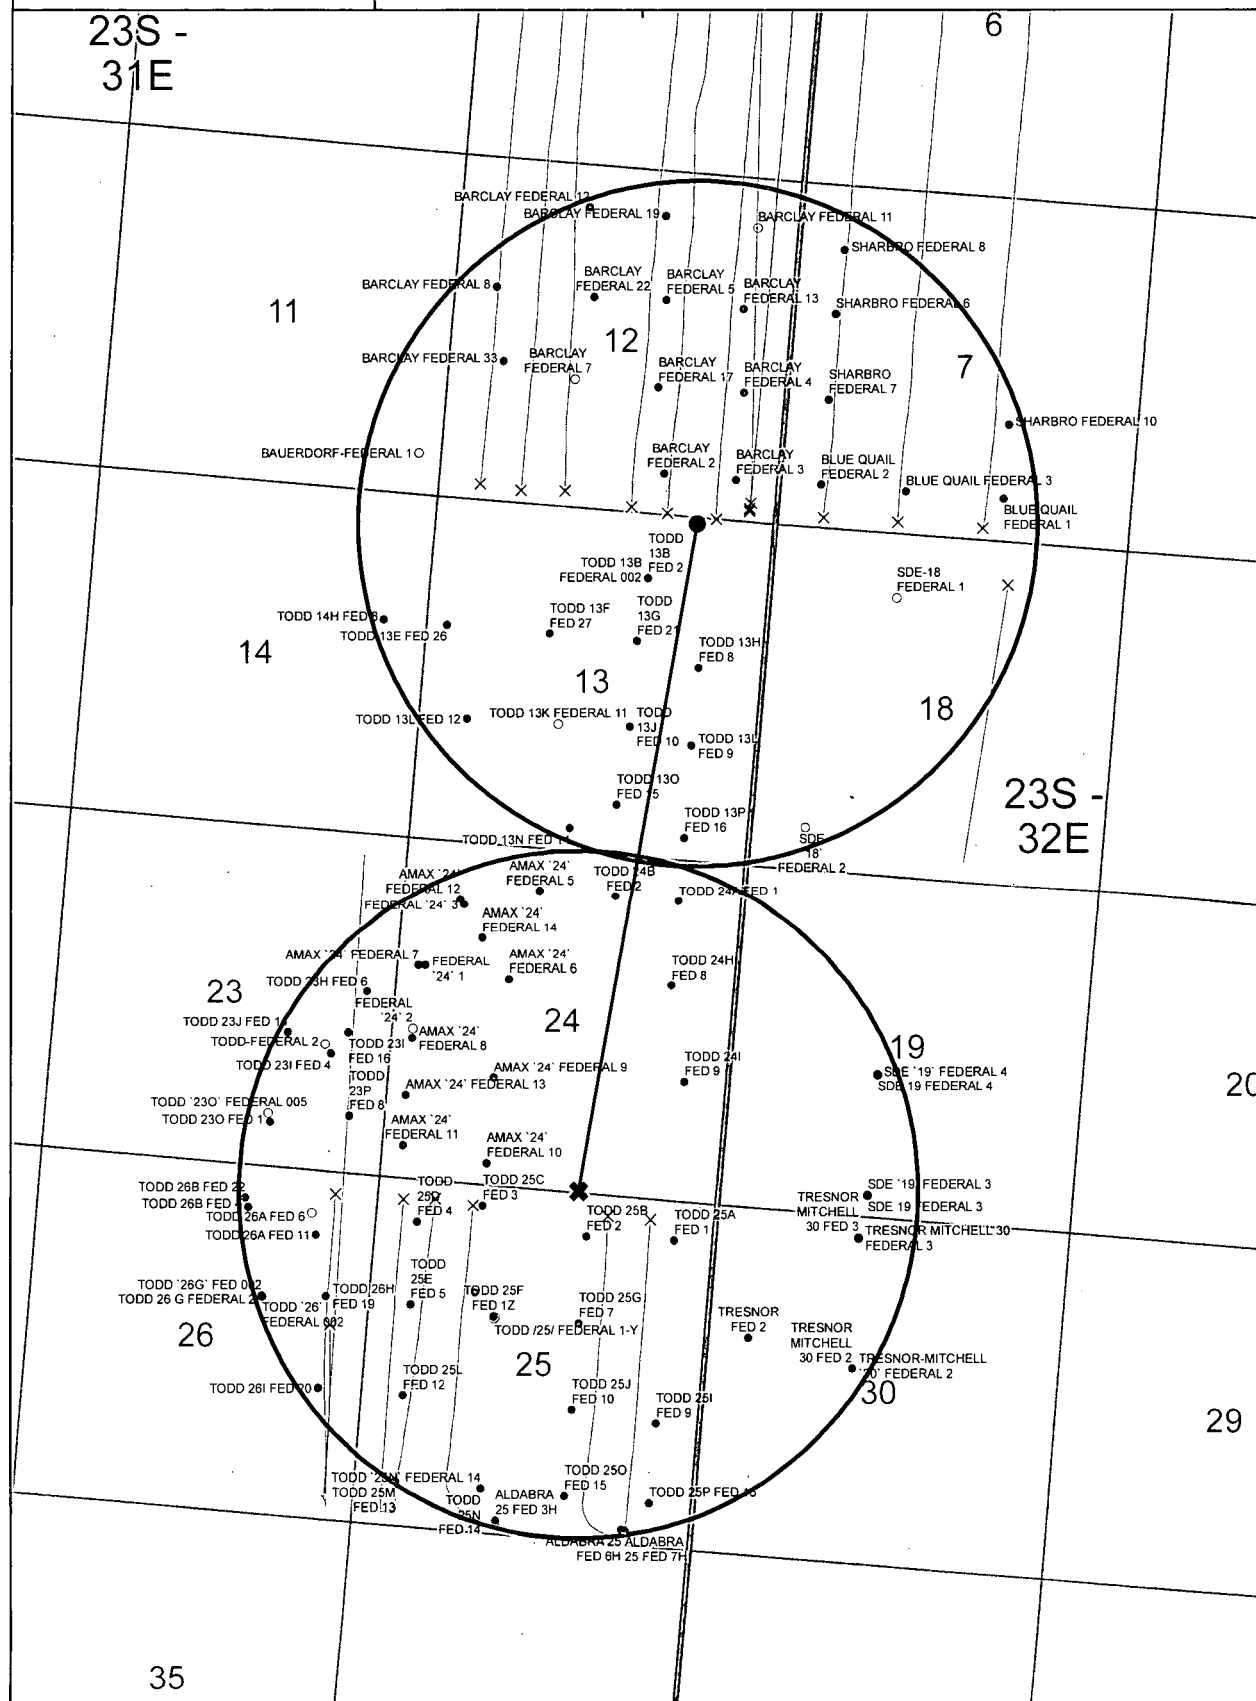 23S -
31E
6
BARCLAY FEDERAL 12
BARCLAY FEDERAL 19
BARCLAY FEDERAL 11
SHARBRO FEDERAL 8
BARCLAY FEDERAL 8
BARCLAY
FEDERAL 22
BARCLAY
FEDERAL 5
BARCLAY
FEDERAL 13
SHARBRO FEDERAL 6
11
12
7
BARCLAY FEDERAL 33
BARCLAY
FEDERAL 7
BARCLAY
FEDERAL 17
BARCLAY
FEDERAL 4
SHARBRO
FEDERAL 7
SHARBRO FEDERAL 10
BAUERDORF-FEDERAL 1
BARCLAY
FEDERAL 2
BARCLAY
FEDERAL 3
BLUE QUAIL
FEDERAL 2
BLUE QUAIL FEDERAL 3
BLUE QUAIL
FEDERAL 1
TODD
13B
FED 2
TODD 13B
FEDERAL 002
SDE-18
FEDERAL 1
TODD 14H FED 8
TODD 13E FED 26
TODD 13F
FED 27
TODD
13G
FED 21
TODD 13H
FED 8
14
13
18
TODD 13L FED 12
TODD 13K FEDERAL 11
TODD
13J
FED 10
TODD 13I
FED 9
TODD 13O
FED 15
TODD 13P
FED 16
23S -
32E
TODD 13N FED 14
SDE
'18'
FEDERAL 2
AMAX '24'
FEDERAL 12
FEDERAL '24' 3
AMAX '24'
FEDERAL 5
TODD 24B
FED 2
TODD 24A FED 1
AMAX '24'
FEDERAL 14
AMAX '24' FEDERAL 7
FEDERAL
'24' 1
AMAX '24'
FEDERAL 6
TODD 24H
FED 8
23
TODD 23H FED 6
FEDERAL
'24' 2
24
19
TODD 23J FED
TODD-FEDERAL 2
TODD 23I FED 4
TODD 23I
FED 16
AMAX '24'
FEDERAL 8
TODD
23P
FED 8
AMAX '24' FEDERAL 9
AMAX '24' FEDERAL 13
TODD 24I
FED 9
SDE '19' FEDERAL 4
SDE 19 FEDERAL 4
20
TODD '23O' FEDERAL 005
TODD 23O FED 1
AMAX '24'
FEDERAL 11
AMAX '24'
FEDERAL 10
TODD 26B FED 22
TODD 26B FED 4
TODD 26A FED 6
TODD 26A FED 11
TODD
25D
FED 4
TODD 25C
FED 3
TODD 25B
FED 2
TODD 25A
FED 1
SDE '19' FEDERAL 3
SDE 19 FEDERAL 3
TRESNOR
MITCHELL
30 FED 3
TRESNOR MITCHELL 30
FEDERAL 3
TODD '26G' FED 002
TODD 26 G FEDERAL 2
TODD 26H
FED 19
TODD '26'
FEDERAL 002
TODD
25E
FED 5
TODD 25F
FED 1Z
TODD /25/ FEDERAL 1-Y
TODD 25G
FED 7
TRESNOR
FED 2
TRESNOR
MITCHELL
30 FED 2
TRESNOR-MITCHELL
'30' FEDERAL 2
26
25
30
29
TODD 26I FED 20
TODD 25L
FED 12
TODD 25J
FED 10
TODD 25I
FED 9
TODD '25N' FEDERAL 14
TODD 25M
FED 13
TODD
25N
FED 14
ALDABRA
25 FED 3H
TODD 25O
FED 15
TODD 25P FED 16
ALDABRA 25
FED 6H
ALDABRA
25 FED 7H
35